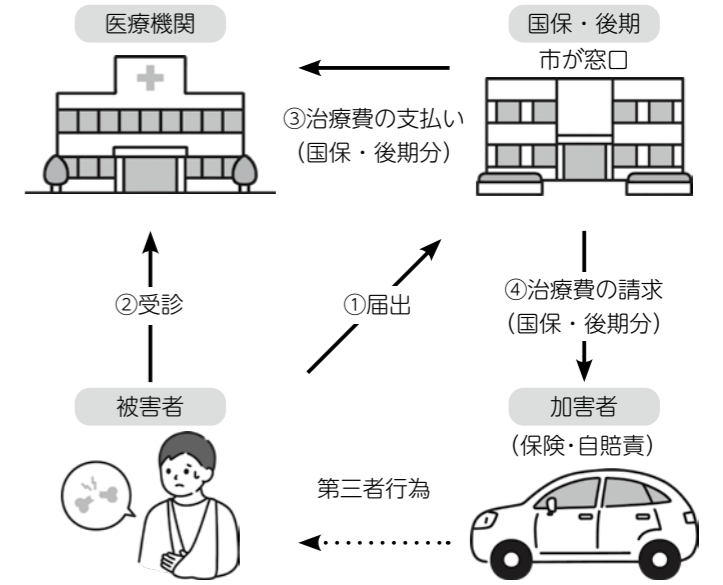 医療機関
国保・後期
市が窓口
③治療費の支払い
（国保・後期分）
②受診
①届出
④治療費の請求
（国保・後期分）
被害者
加害者
（保険・自賠責）
第三者行為